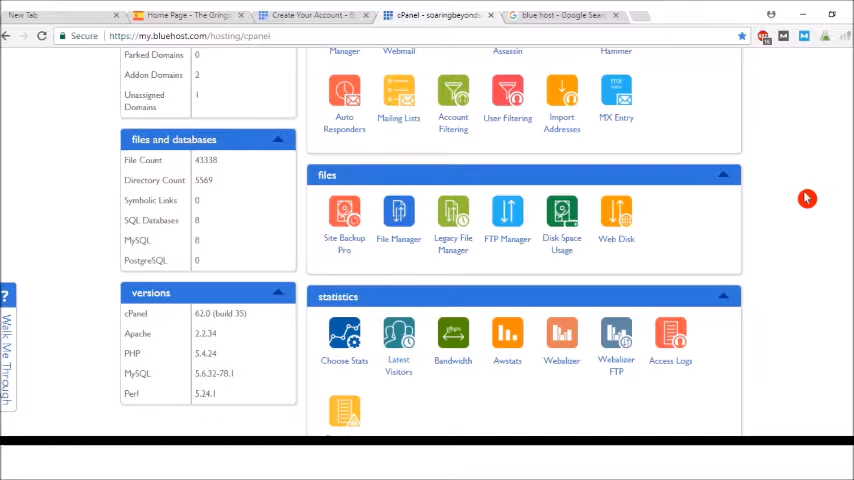 New Tab
Home Page - The Gringo
Create Your Account - B
cPanel - soaringbeyond
blue host - Google Sear
Secure
https://my.bluehost.com/hosting/cpanel
Parked Domains 0
Addon Domains 2
Unassigned Domains 1
files and databases
File Count 43338
Directory Count 5569
Symbolic Links 0
SQL Databases 8
MySQL 8
PostgreSQL 0
versions
cPanel 62.0 (build 35)
Apache 2.2.34
PHP 5.4.24
MySQL 5.6.32-78.1
Perl 5.24.1
Manager
Webmail
Assassin
Hammer
Auto Responders
Mailing Lists
Account Filtering
User Filtering
Import Addresses
MX Entry
files
Site Backup Pro
File Manager
Legacy File Manager
FTP Manager
Disk Space Usage
Web Disk
statistics
Choose Stats
Latest Visitors
Bandwidth
Awstats
Webalizer
Webalizer FTP
Access Logs
?
Walk Me Through